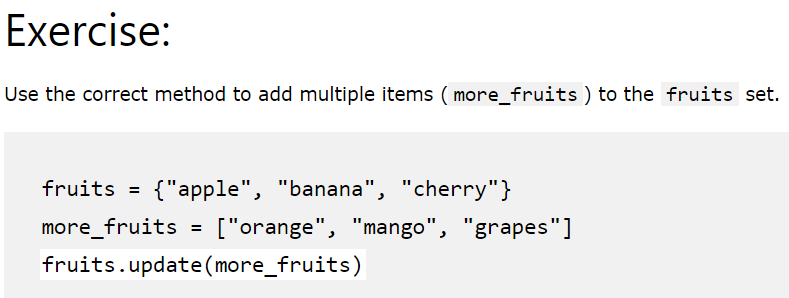 Exercise:
Use the correct method to add multiple items (more_fruits) to the fruits set.
fruits = {"apple", "banana", "cherry"}
more_fruits = ["orange", "mango", "grapes"]
fruits.update(more_fruits)